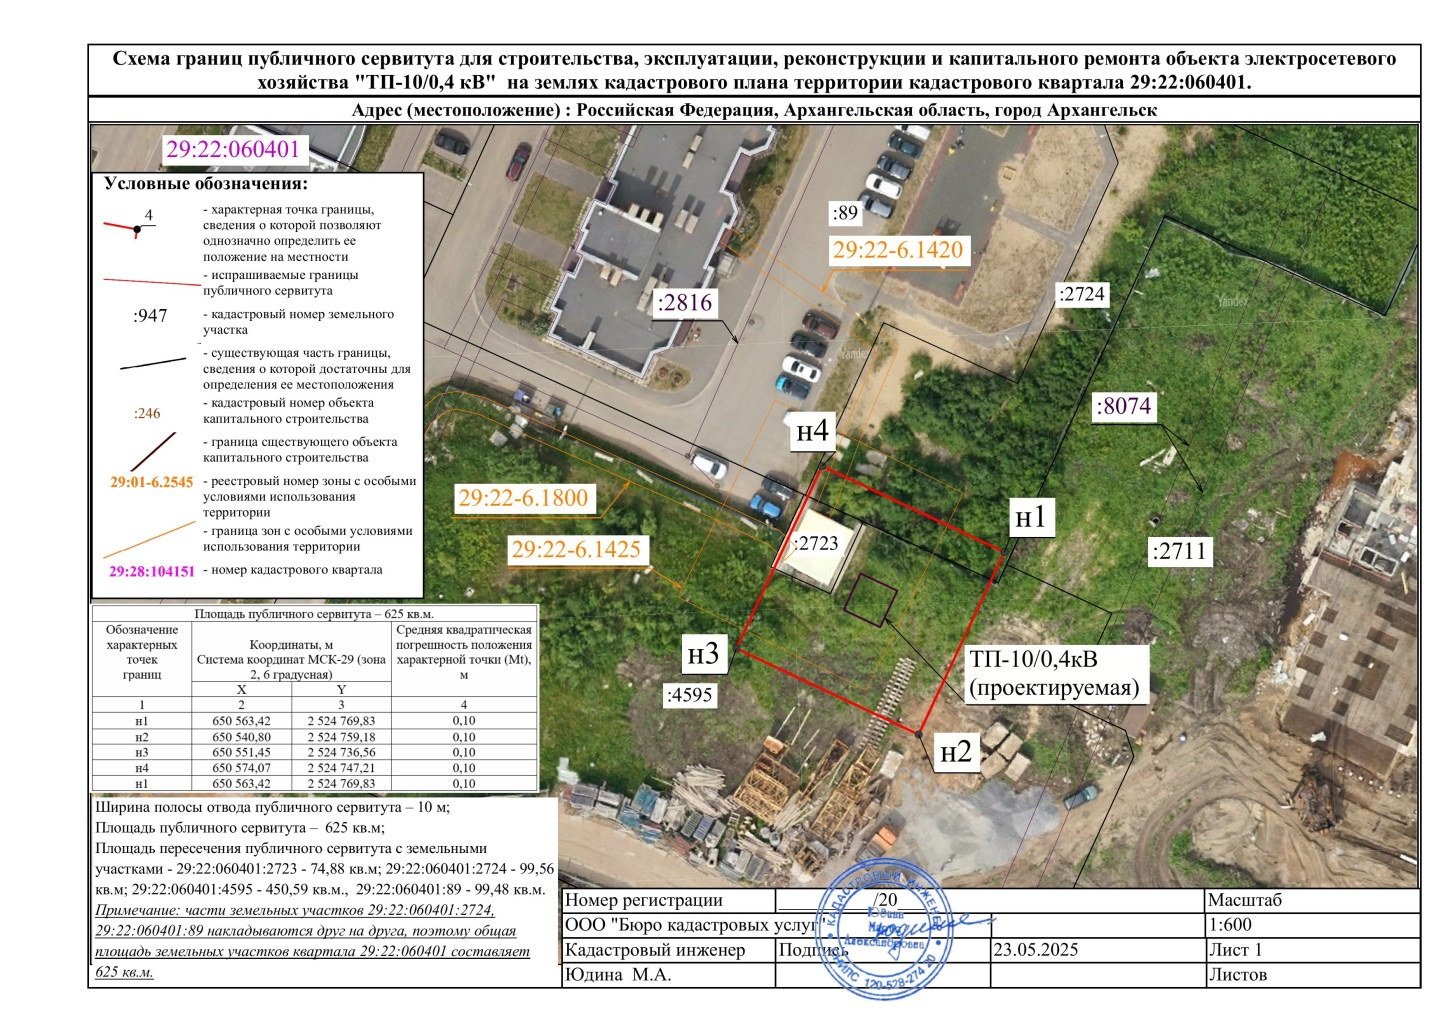 Схема границ публичного сервитута для строительства, эксплуатации, реконструкции и капитального ремонта объекта электросетевого
хозяйства "ТП-10/0,4 кВ" на землях кадастрового плана территории кадастрового квартала 29:22:060401.
Адрес (местоположение) : Российская Федерация, Архангельская область, город Архангельск
29:22:060401
Условные обозначения:
4
- характерная точка границы,
сведения о которой позволяют
однозначно определить ее
положение на местности
- испрашиваемые границы
публичного сервитута
:947
- кадастровый номер земельного
участка
- существующая часть границы,
сведения о которой достаточны для
определения ее местоположения
:246
- кадастровый номер объекта
капитального строительства
- граница сществующего объекта
капитального строительства
29:01-6.2545
- реестровый номер зоны с особыми
условиями использования
территории
- граница зон с особыми условиями
использования территории
29:28:104151
- номер кадастрового квартала
:89
29:22-6.1420
:2816
:2724
Yandex
Yandex
:8074
н4
29:22-6.1800
н1
29:22-6.1425
:2723
:2711
н3
ТП-10/0,4кВ
(проектируемая)
:4595
н2
Площадь публичного сервитута – 625 кв.м.
Обозначение характерных точек границ
Координаты, м
Система координат МСК-29 (зона 2, 6 градусная)
Средняя квадратическая погрешность положения характерной точки (Mt), м
X Y
1 2 3 4
н1 650 563,42 2 524 769,83 0,10
н2 650 540,80 2 524 759,18 0,10
н3 650 551,45 2 524 736,56 0,10
н4 650 574,07 2 524 747,21 0,10
н1 650 563,42 2 524 769,83 0,10
Ширина полосы отвода публичного сервитута – 10 м;
Площадь публичного сервитута – 625 кв.м;
Площадь пересечения публичного сервитута с земельными
участками - 29:22:060401:2723 - 74,88 кв.м; 29:22:060401:2724 - 99,56
кв.м; 29:22:060401:4595 - 450,59 кв.м., 29:22:060401:89 - 99,48 кв.м.
Примечание: части земельных участков 29:22:060401:2724,
29:22:060401:89 накладываются друг на друга, поэтому общая
площадь земельных участков квартала 29:22:060401 составляет
625 кв.м.
Номер регистрации /20 Масштаб
ООО "Бюро кадастровых услуг" 1:600
Кадастровый инженер Подпись 23.05.2025 Лист 1
Юдина М.А. Листов
КАДАСТРОВЫЙ ИНЖЕНЕР
Юдина
Александровна
СНИЛС 120-528-274 20